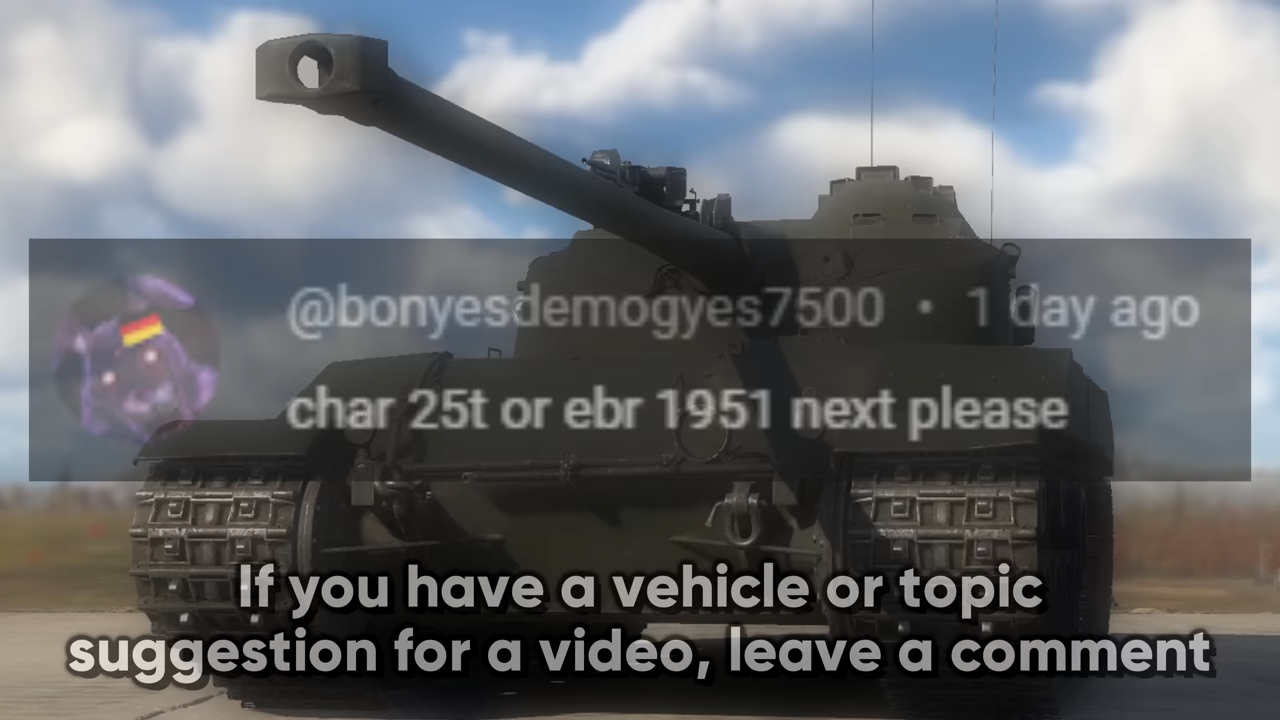 @bonyesdemogyes7500 • 1 day ago
char 25t or ebr 1951 next please
If you have a vehicle or topic
suggestion for a video, leave a comment